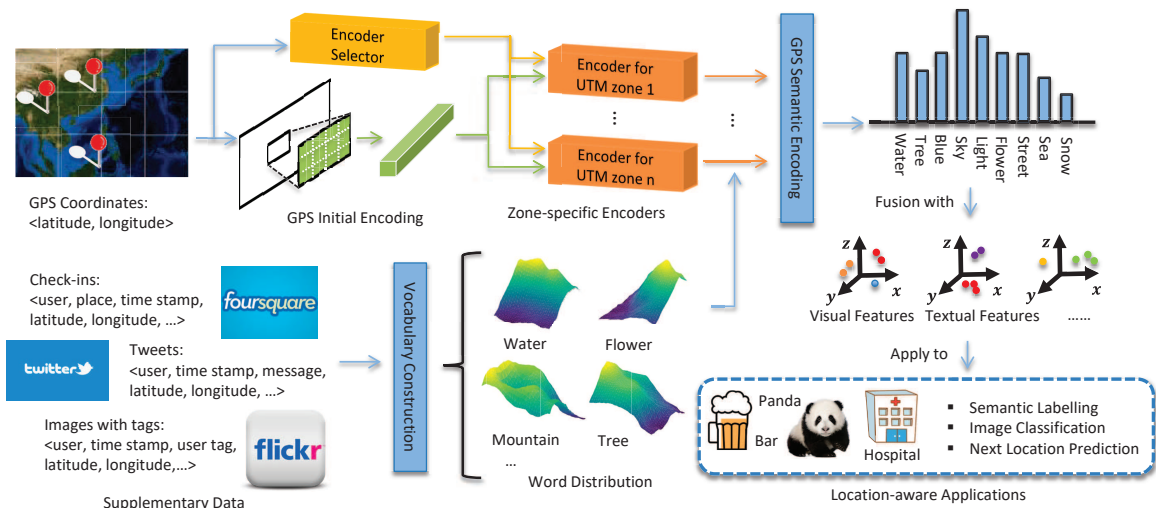 Encoder
Selector
GPS Coordinates:
<latitude, longitude>
GPS Initial Encoding
Encoder for
UTM zone 1
...
Encoder for
UTM zone n
Zone-specific Encoders
...
GPS Semantic Encoding
Water
Tree
Blue
Sky
Light
Flower
Street
Sea
Snow
Fusion with
z
y
x
Visual Features
z
y
x
Textual Features
z
y
x
......
Apply to
Check-ins:
<user, place, time stamp,
latitude, longitude, ...>
foursquare
twitter
Tweets:
<user, time stamp, message,
latitude, longitude, ...>
Images with tags:
<user, time stamp, user tag,
latitude, longitude,...>
flickr
Supplementary Data
Vocabulary Construction
Water
Flower
Mountain
Tree
...
Word Distribution
Panda
Bar
Hospital
▪ Semantic Labelling
▪ Image Classification
▪ Next Location Prediction
Location-aware Applications